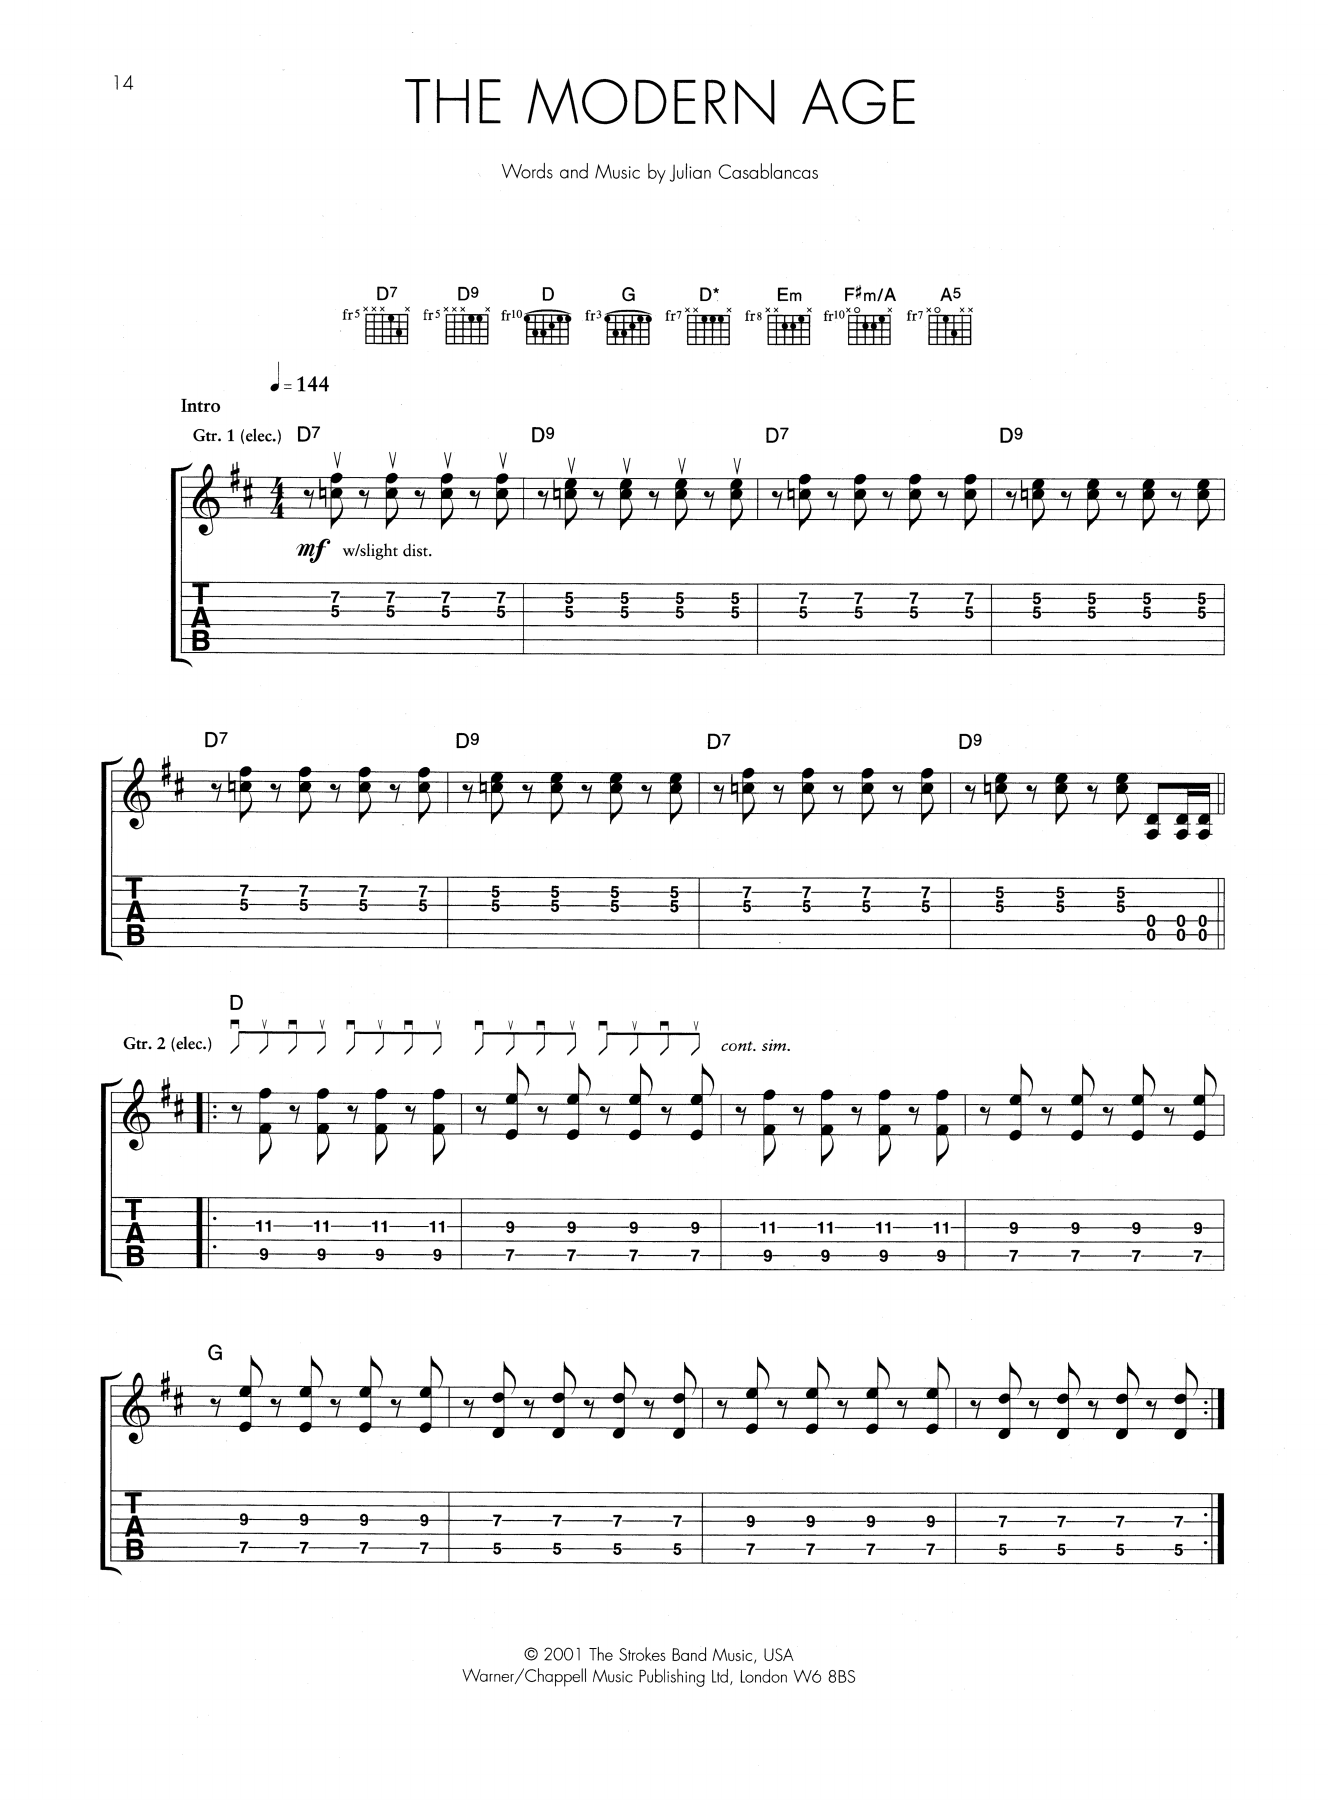 14
THE MODERN AGE
Words and Music by Julian Casablancas
D7 D9 D G D* Em F♯m/A A5
fr5 ××× × fr5 ××× × fr10 fr3 fr7 ×× × fr8 ×× × fr10 ×○ × fr7 ×○ ××
♩ = 144
Intro
Gtr. 1 (elec.) D7 D9 D7 D9
4
4
mf w/slight dist.
T 7 7 7 7 5 5 5 5 7 7 7 7 5 5 5 5
A 5 5 5 5 5 5 5 5 5 5 5 5 5 5 5 5
B
D7 D9 D7 D9
T 7 7 7 7 5 5 5 5 7 7 7 7 5 5 5
A 5 5 5 5 5 5 5 5 5 5 5 5 5 5 5
0 0 0
B 0 0 0
D
Gtr. 2 (elec.) cont. sim.
T
A 11 11 11 11 9 9 9 9 11 11 11 11 9 9 9 9
B 9 9 9 9 7 7 7 7 9 9 9 9 7 7 7 7
G
T
A 9 9 9 9 7 7 7 7 9 9 9 9 7 7 7 7
B 7 7 7 7 5 5 5 5 7 7 7 7 5 5 5 5
© 2001 The Strokes Band Music, USA
Warner/Chappell Music Publishing Ltd, London W6 8BS